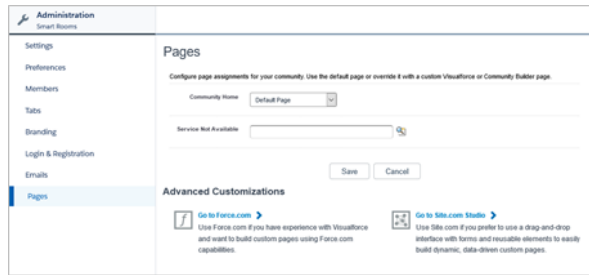 Administration
Smart Rooms
Settings
Preferences
Members
Tabs
Branding
Login & Registration
Emails
Pages
Pages
Configure page assignments for your community. Use the default page or override it with a custom Visualforce or Community Builder page.
Community Home
Default Page
Service Not Available
Save
Cancel
Advanced Customizations
Go to Force.com
Use Force.com if you have experience with Visualforce
and want to build custom pages using Force.com
capabilities.
Go to Site.com Studio
Use Site.com if you prefer to use a drag-and-drop
interface with forms and reusable elements to easily
build dynamic, data-driven custom pages.